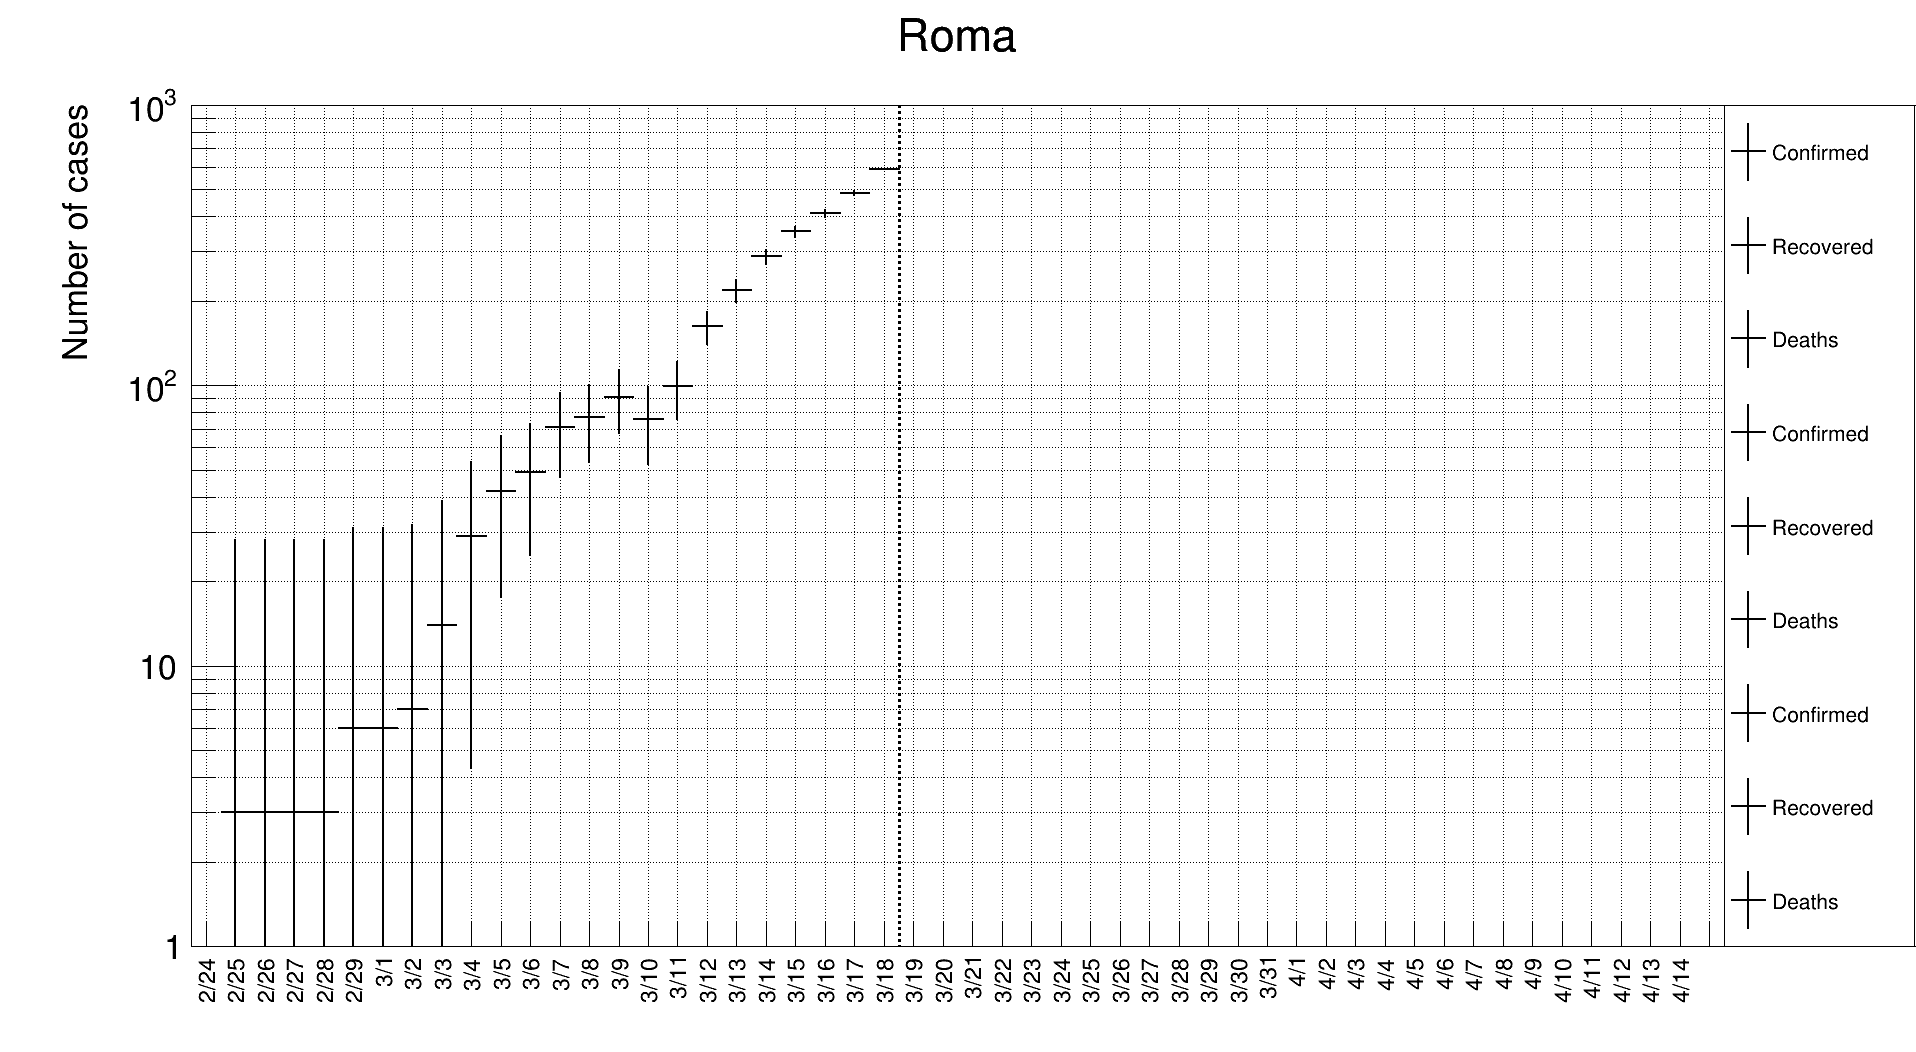 Roma
Number of cases
10³
10²
10
1
2/24 2/25 2/26 2/27 2/28 2/29 3/1 3/2 3/3 3/4 3/5 3/6 3/7 3/8 3/9 3/10 3/11 3/12 3/13 3/14 3/15 3/16 3/17 3/18 3/19 3/20 3/21 3/22 3/23 3/24 3/25 3/26 3/27 3/28 3/29 3/30 3/31 4/1 4/2 4/3 4/4 4/5 4/6 4/7 4/8 4/9 4/10 4/11 4/12 4/13 4/14
Confirmed
Recovered
Deaths
Confirmed
Recovered
Deaths
Confirmed
Recovered
Deaths